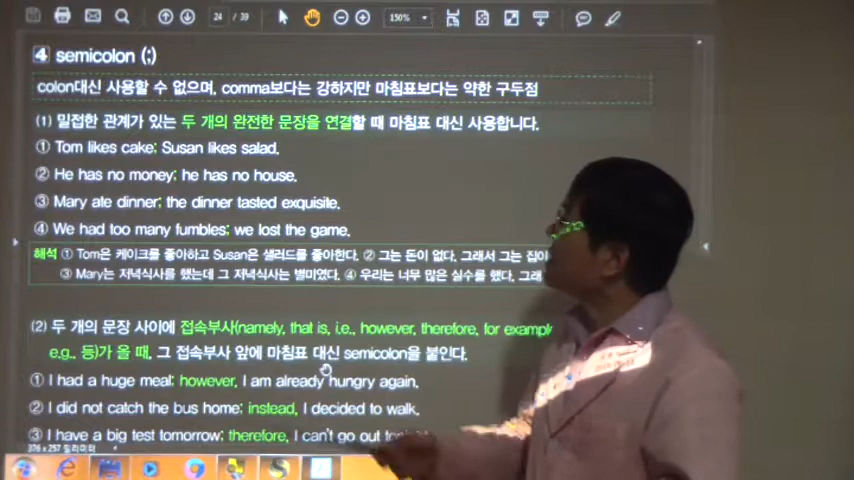 24 / 39
150%
4 semicolon (;)
colon대신 사용할 수 없으며, comma보다는 강하지만 마침표보다는 약한 구두점
(1) 밀접한 관계가 있는 두 개의 완전한 문장을 연결할 때 마침표 대신 사용합니다.
① Tom likes cake; Susan likes salad.
② He has no money; he has no house.
③ Mary ate dinner; the dinner tasted exquisite.
④ We had too many fumbles; we lost the game.
해석 ① Tom은 케이크를 좋아하고 Susan은 샐러드를 좋아한다. ② 그는 돈이 없다. 그래서 그는 집이
③ Mary는 저녁식사를 했는데 그 저녁식사는 별미였다. ④ 우리는 너무 많은 실수를 했다. 그래
(2) 두 개의 문장 사이에 접속부사(namely, that is, i.e., however, therefore, for example
e.g., 등)가 올 때, 그 접속부사 앞에 마침표 대신 semicolon을 붙인다.
① I had a huge meal; however, I am already hungry again.
② I did not catch the bus home; instead, I decided to walk.
③ I have a big test tomorrow; therefore, I can't go out
376 x 257 밀리미터